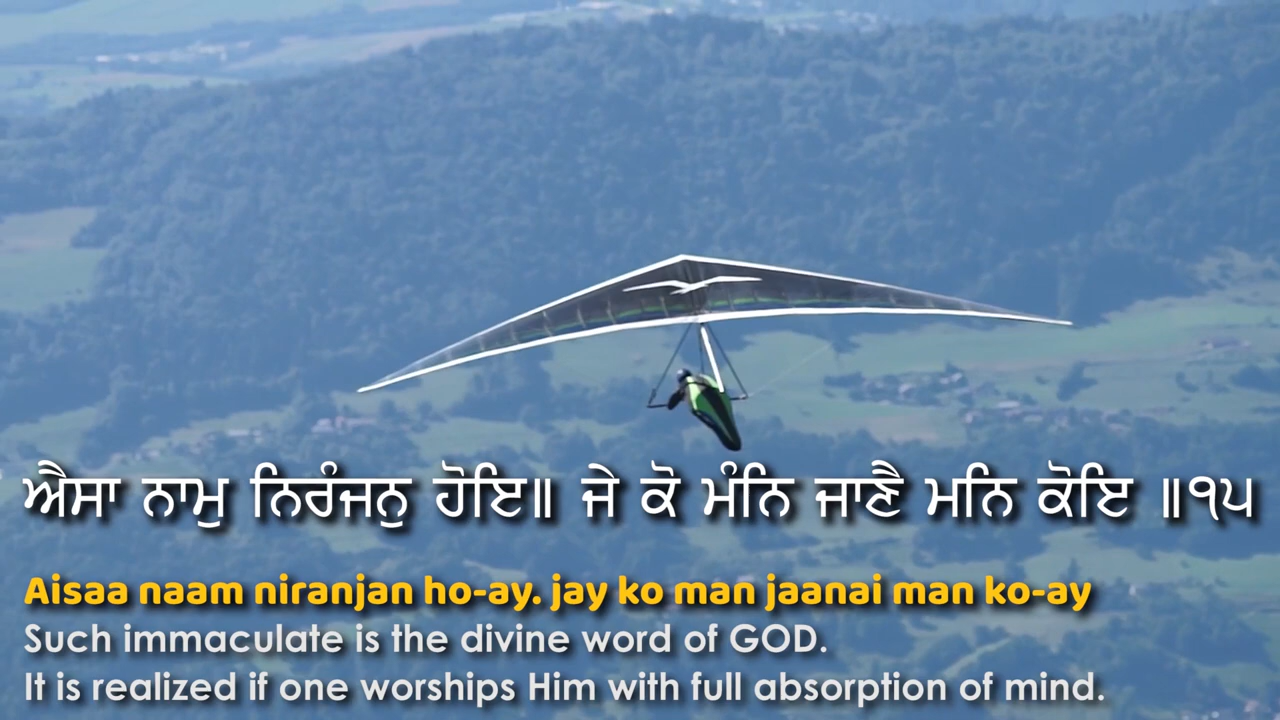 ਐਸਾ ਨਾਮੁ ਨਿਰੰਜਨੁ ਹੋਇ॥ ਜੇ ਕੋ ਮੰਨਿ ਜਾਣੈ ਮਨਿ ਕੋਇ ॥੧੫
Aisaa naam niranjan ho-ay. jay ko man jaanai man ko-ay
Such immaculate is the divine word of GOD.
It is realized if one worships Him with full absorption of mind.